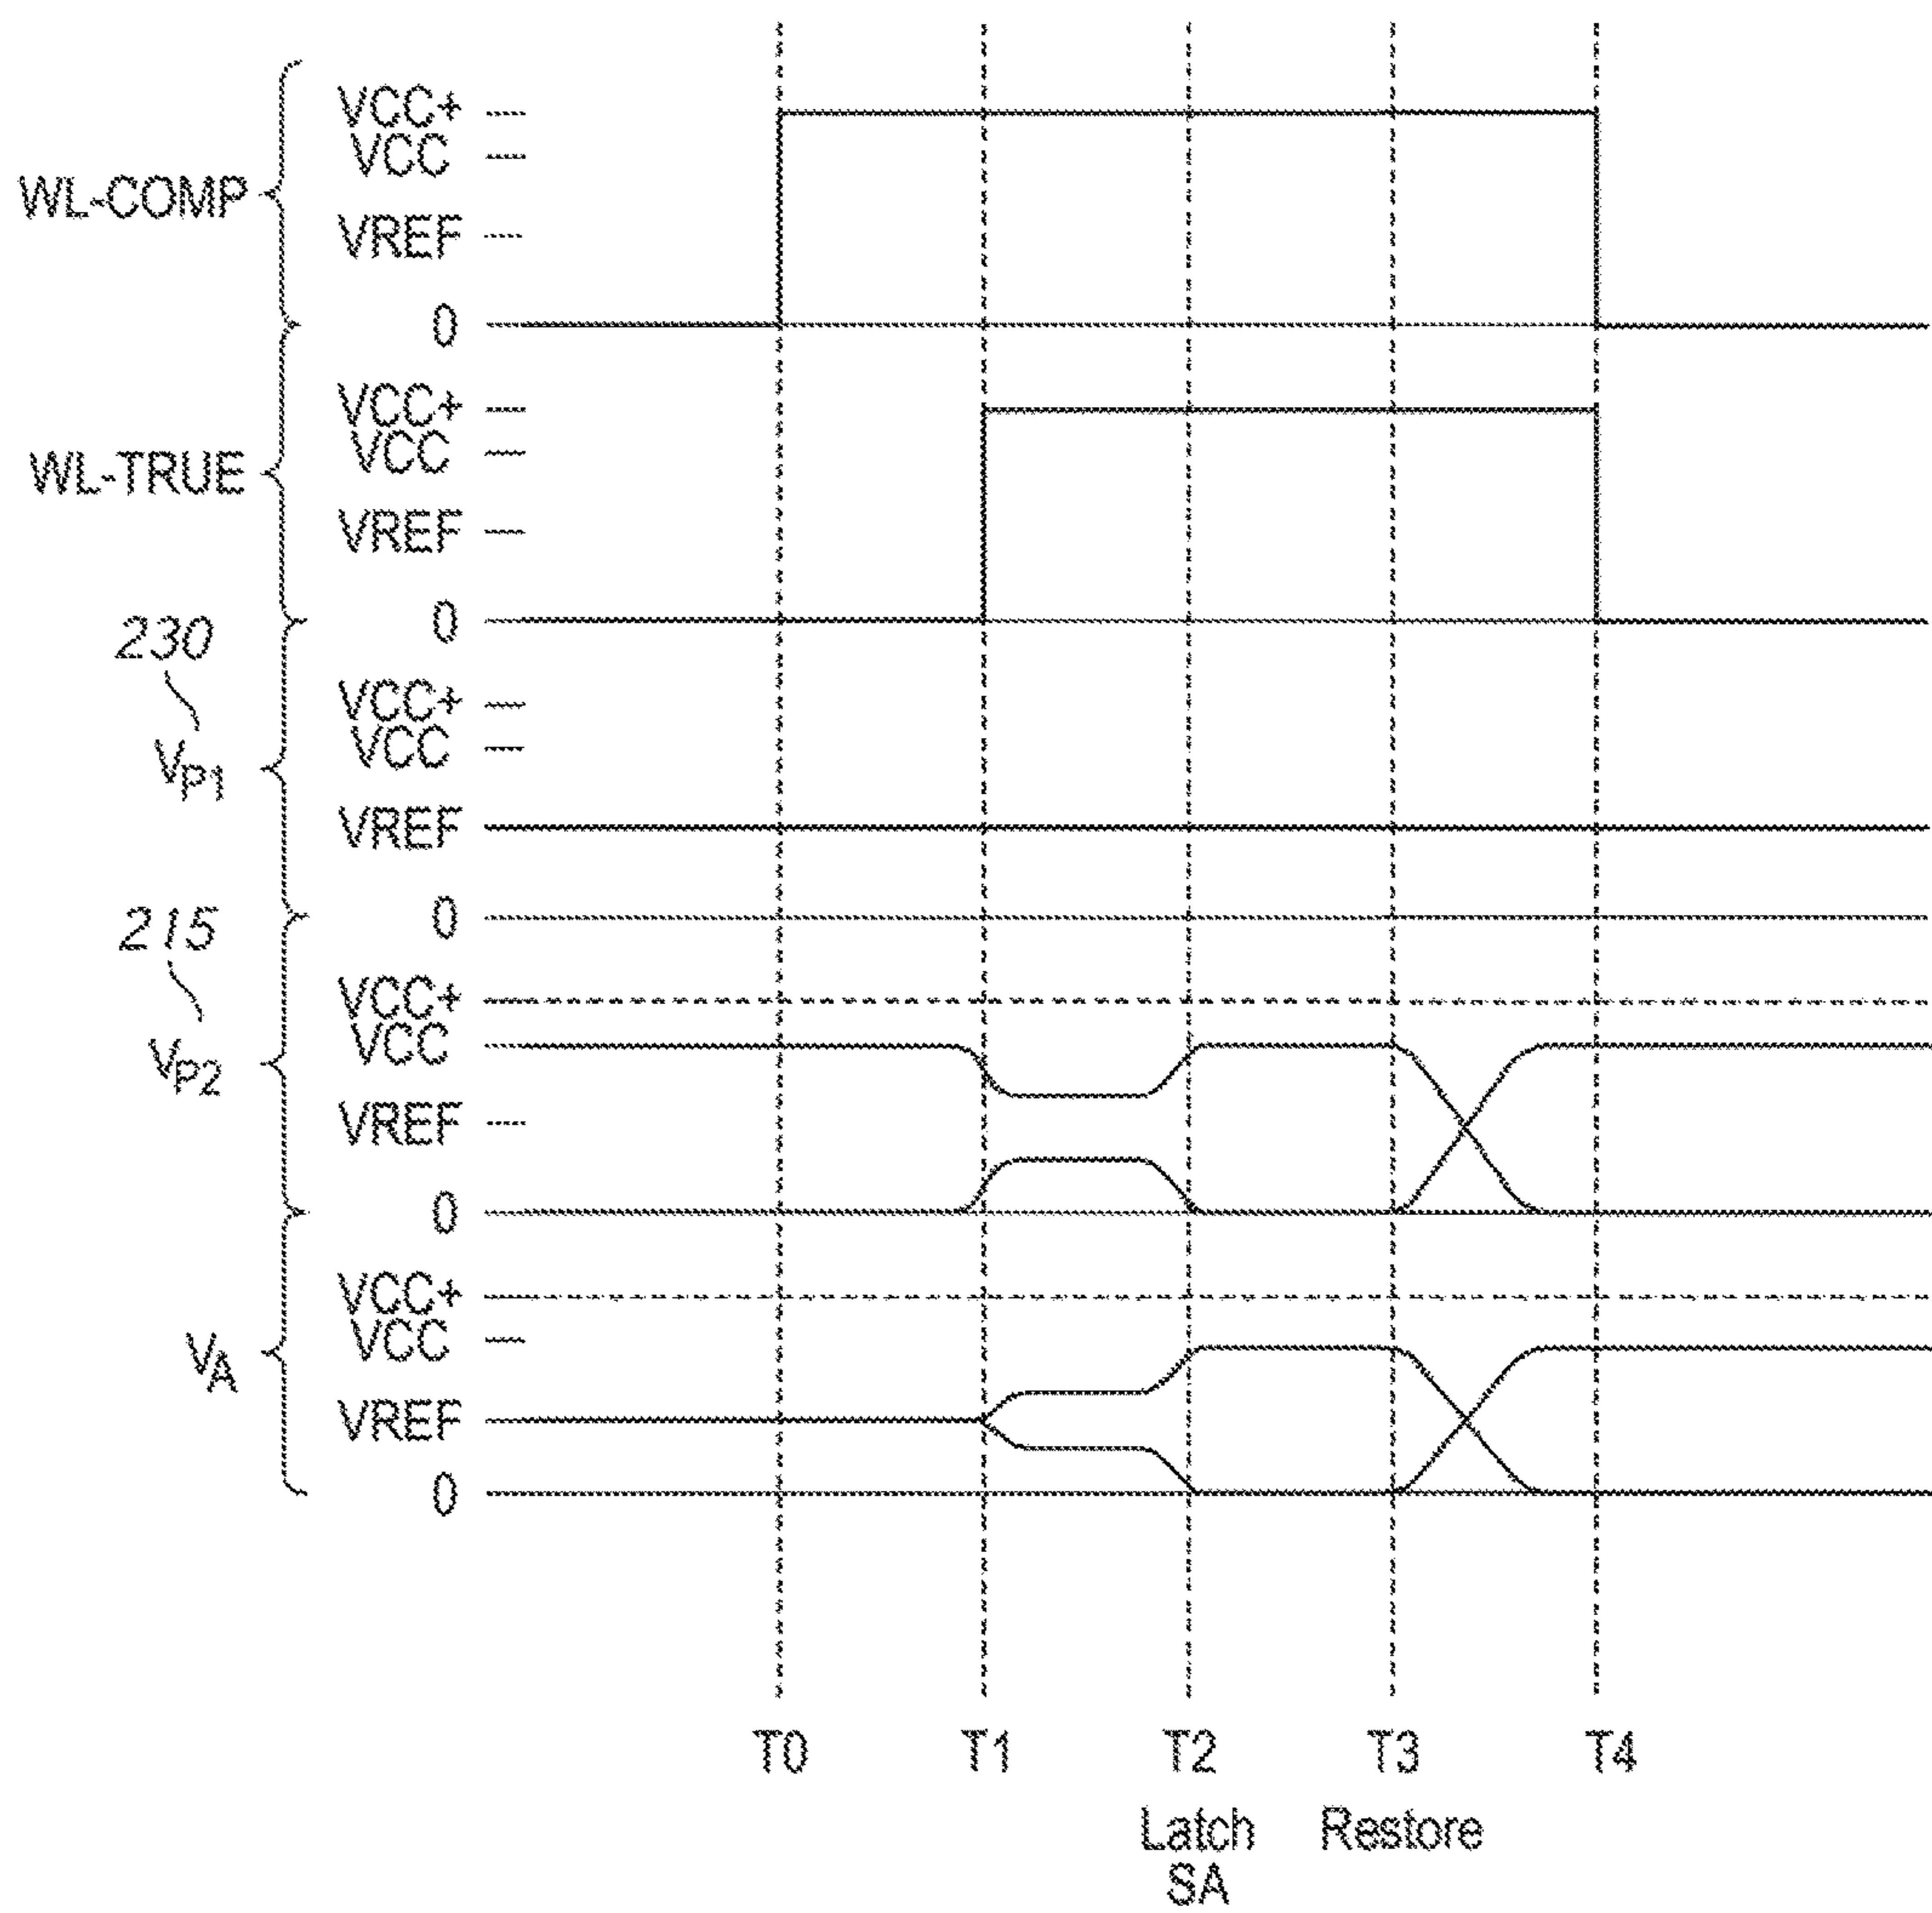 VCC+
VCC
WL-COMP
VREF
0
VCC+
VCC
WL-TRUE
VREF
0
230
VCC+
VCC
VP1
VREF
0
215
VCC+
VCC
VP2
VREF
0
VCC+
VCC
VA
VREF
0
T0 T1 T2 T3 T4
Latch Restore
SA